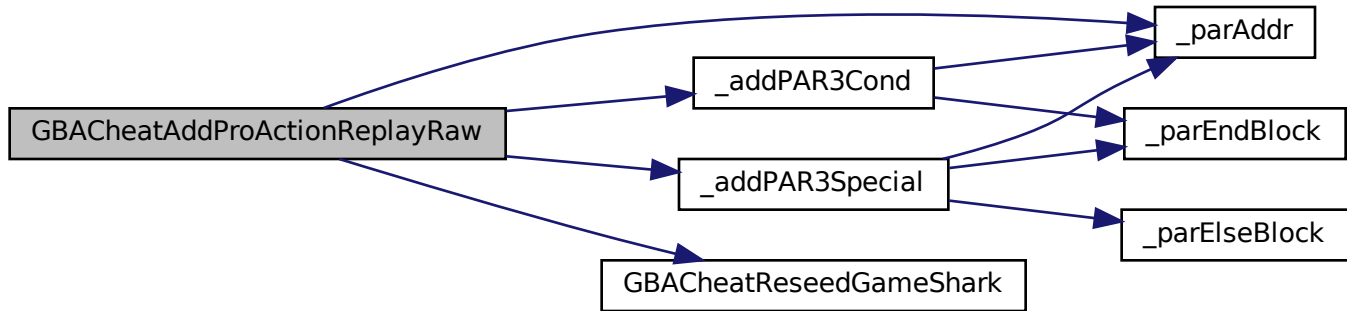 GBACheatAddProActionReplayRaw
_addPAR3Cond
_addPAR3Special
GBACheatReseedGameShark
_parAddr
_parEndBlock
_parElseBlock